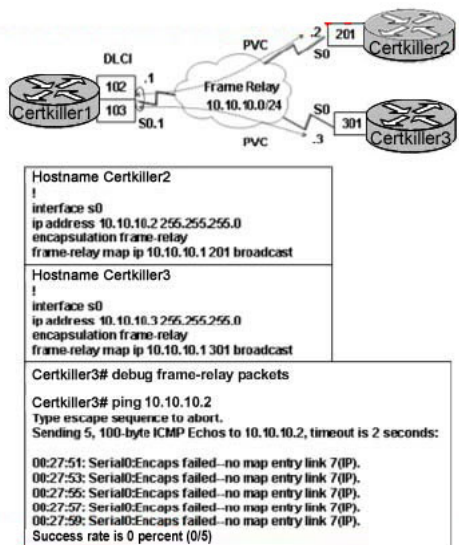 PVC
.2
201
S0
Certkiller2
DLCI
102
.1
103
Certkiller1
S0.1
Frame Relay
10.10.10.0/24
S0
301
Certkiller3
PVC
.3
Hostname Certkiller2
!
interface s0
ip address 10.10.10.2 255.255.255.0
encapsulation frame-relay
frame-relay map ip 10.10.10.1 201 broadcast
Hostname Certkiller3
!
interface s0
ip address 10.10.10.3 255.255.255.0
encapsulation frame-relay
frame-relay map ip 10.10.10.1 301 broadcast
Certkiller3# debug frame-relay packets
Certkiller3# ping 10.10.10.2
Type escape sequence to abort.
Sending 5, 100-byte ICMP Echos to 10.10.10.2, timeout is 2 seconds:
00:27:51: Serial0:Encaps failed--no map entry link 7(IP).
00:27:53: Serial0:Encaps failed--no map entry link 7(IP).
00:27:55: Serial0:Encaps failed--no map entry link 7(IP).
00:27:57: Serial0:Encaps failed--no map entry link 7(IP).
00:27:59: Serial0:Encaps failed--no map entry link 7(IP).
Success rate is 0 percent (0/5)